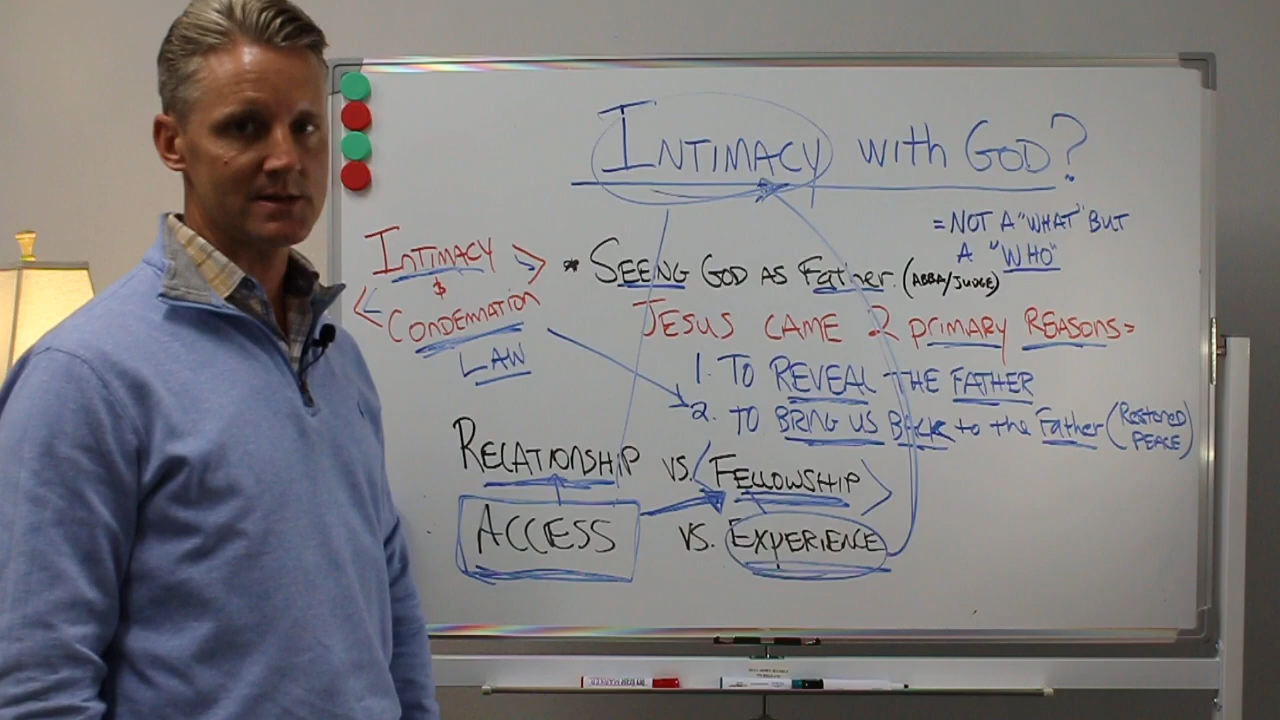 INTIMACY with GOD?
= NOT A "WHAT" BUT
A "WHO"
INTIMACY
&
CONDEMNATION
LAW
* SEEING GOD AS Father. (ABBA/JUDGE)
JESUS CAME 2 primary REASONS=
1. TO REVEAL THE FATHER
2. TO BRING US BACK to the Father (Restored PEACE)
RELATIONSHIP VS. FELLOWSHIP
ACCESS VS. EXPERIENCE